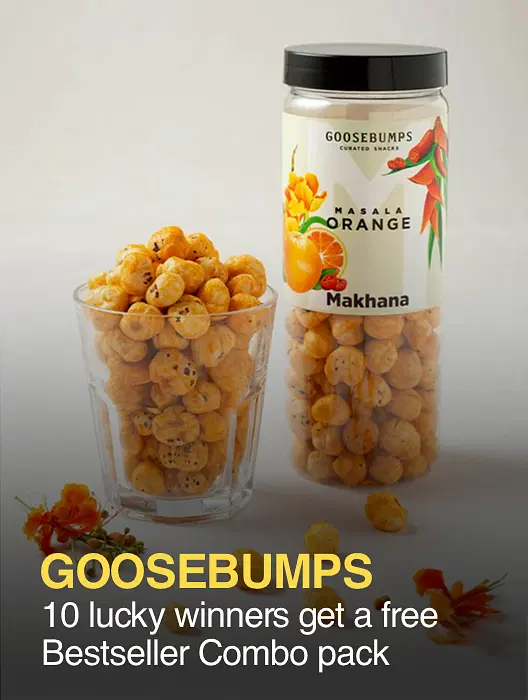 GOOSEBUMPS
CURATED SNACKS
MASALA
ORANGE
Makhana
GOOSEBUMPS
10 lucky winners get a free
Bestseller Combo pack